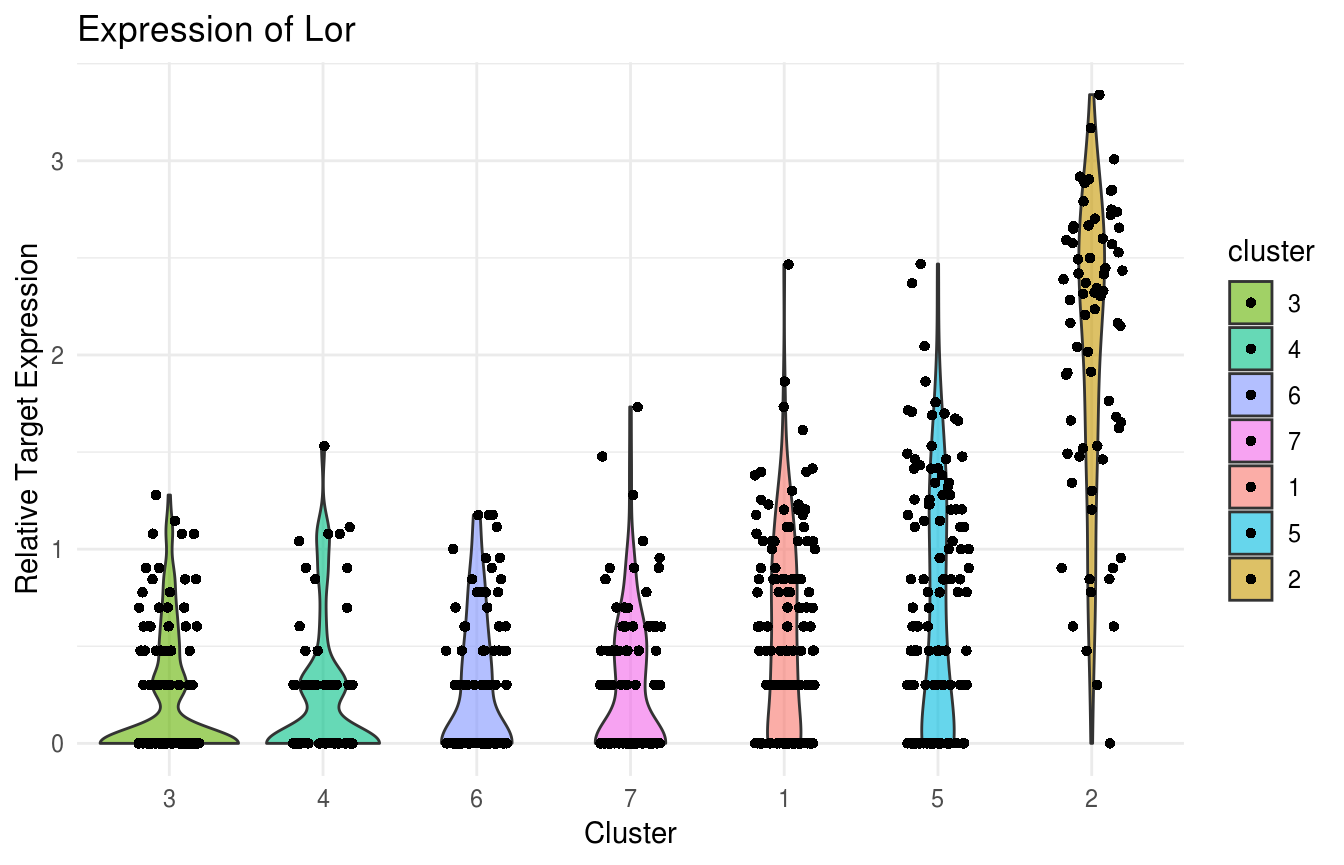 Expression of Lor
Relative Target Expression
3
2
1
0
3 4 6 7 1 5 2
Cluster
cluster
3
4
6
7
1
5
2